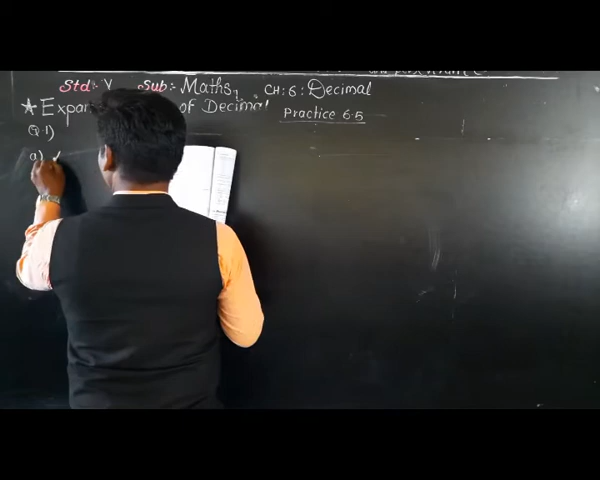 Std:- V Sub:- Maths CH: 6: Decimal
★ Expan of Decimal Practice 6.5
Q.1)
a)